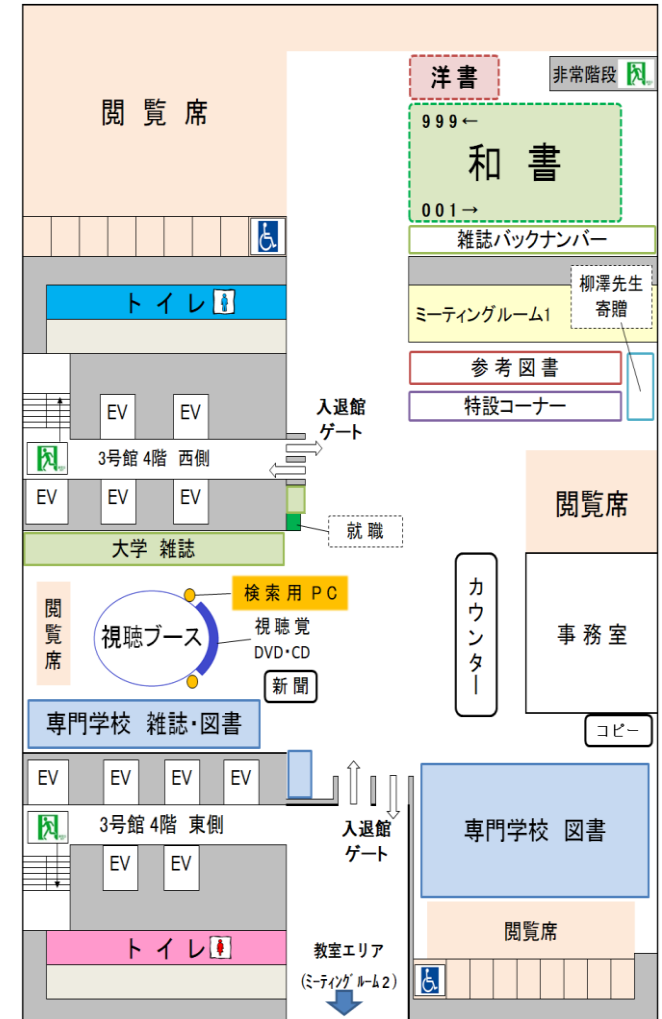 閲覧席
洋書
非常階段
999←
和書
001→
雑誌バックナンバー
トイレ
ミーティングルーム1
柳澤先生
寄贈
参考図書
特設コーナー
EV
EV
入退館
ゲート
3号館 4階 西側
EV
EV
EV
就職
大学 雑誌
閲覧席
閲覧席
視聴ブース
検索用PC
視聴覚
DVD・CD
新聞
カウンター
事務室
コピー
専門学校 雑誌・図書
EV
EV
EV
EV
3号館 4階 東側
入退館
ゲート
専門学校 図書
EV
EV
トイレ
教室エリア
(ミーティングルーム2)
閲覧席